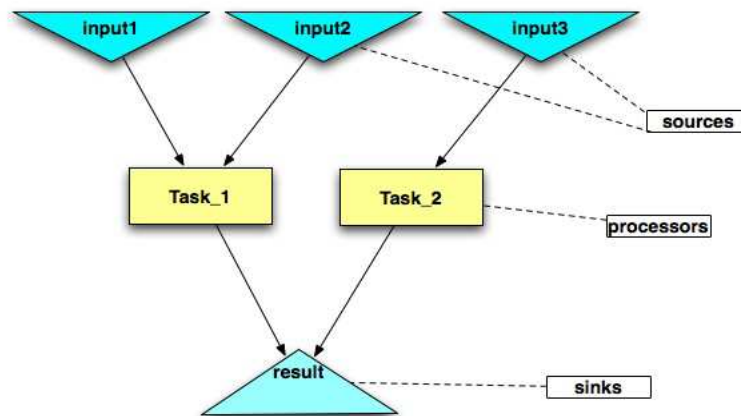 input1
input2
input3
sources
Task_1
Task_2
processors
result
sinks